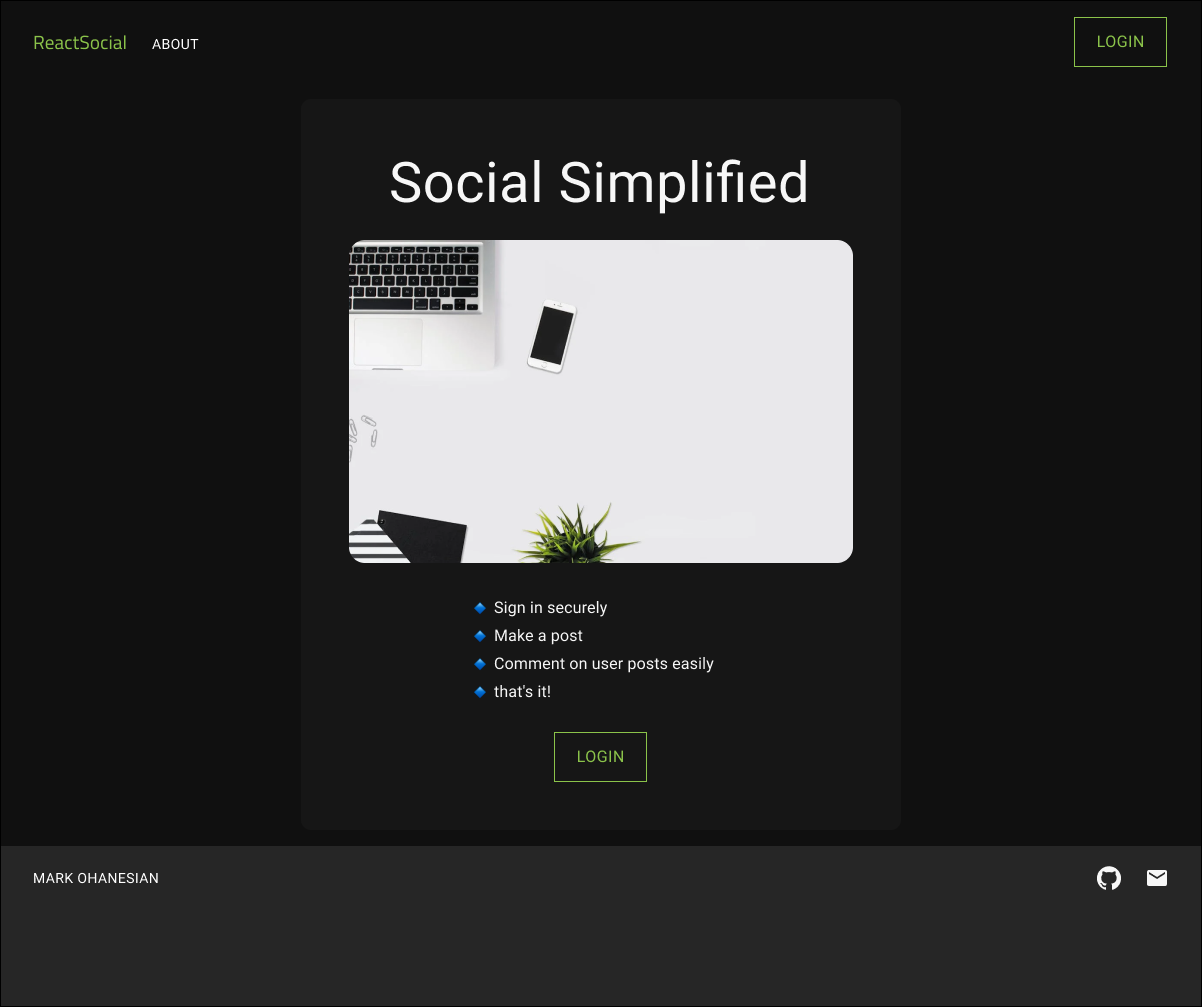 ReactSocial ABOUT LOGIN
Social Simplified
Sign in securely
Make a post
Comment on user posts easily
that's it!
LOGIN
MARK OHANESIAN